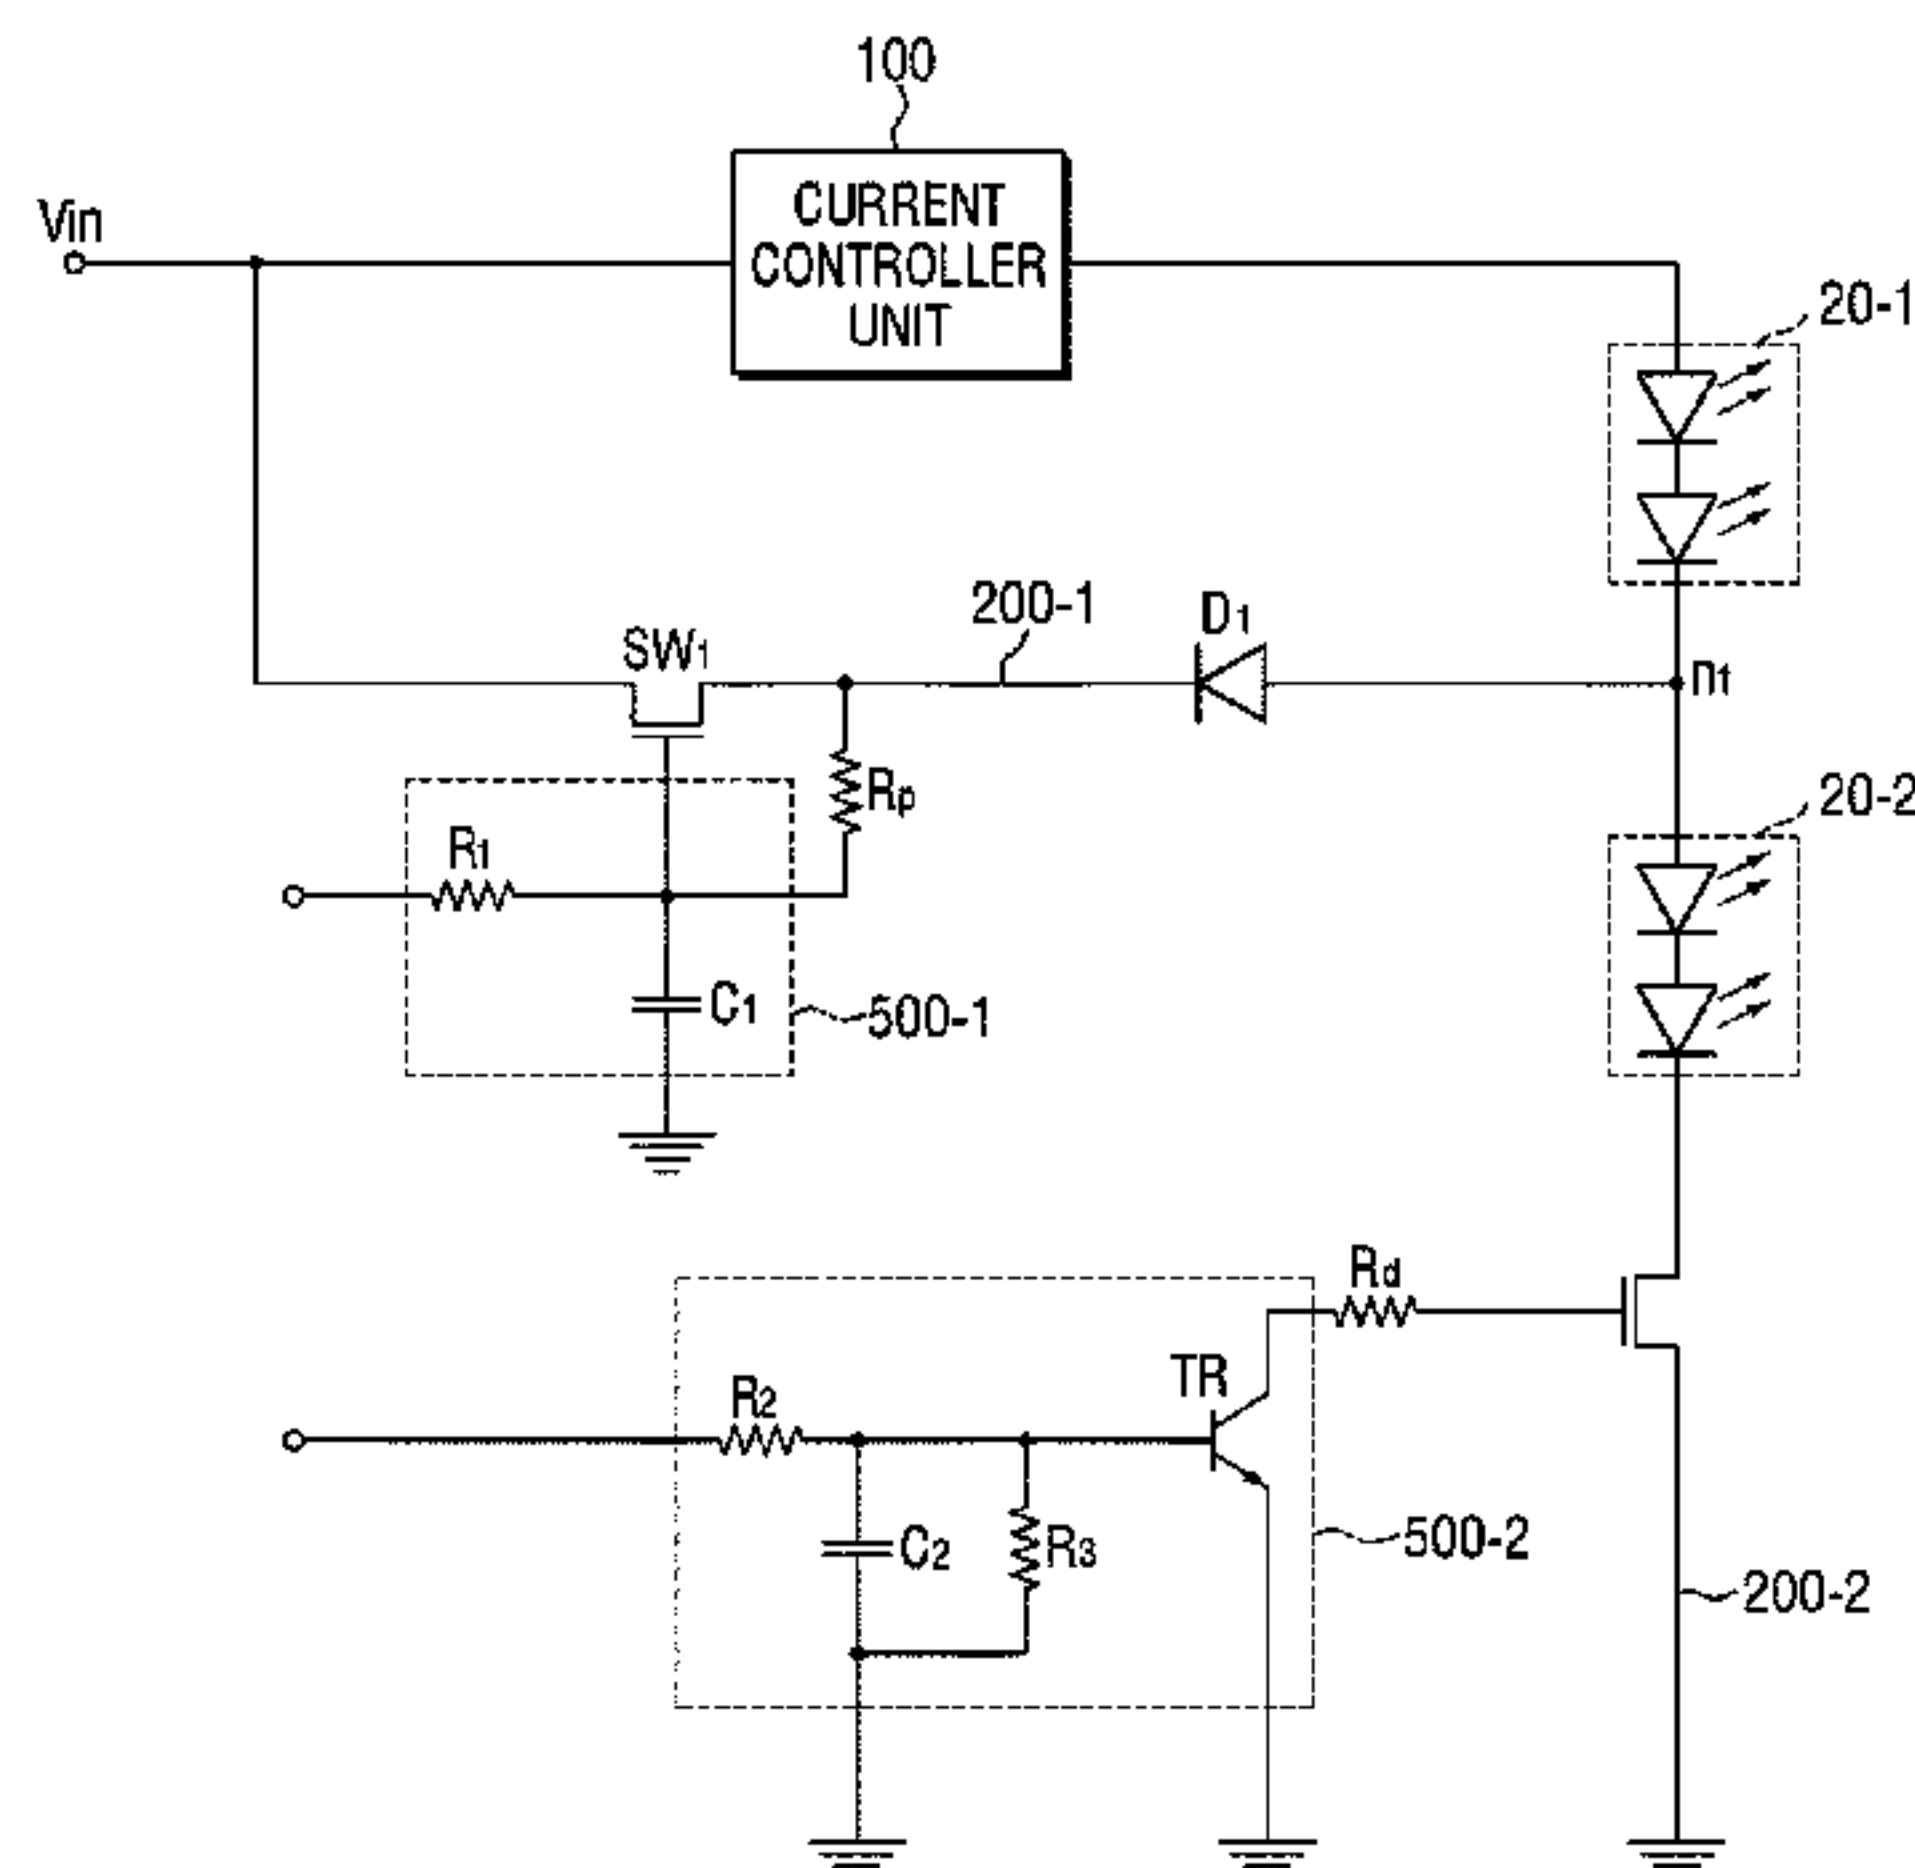 100
Vin
CURRENT
CONTROLLER
UNIT
20-1
200-1
D1
SW1
n1
Rp
20-2
R1
C1
500-1
Rd
TR
R2
C2
R3
500-2
200-2